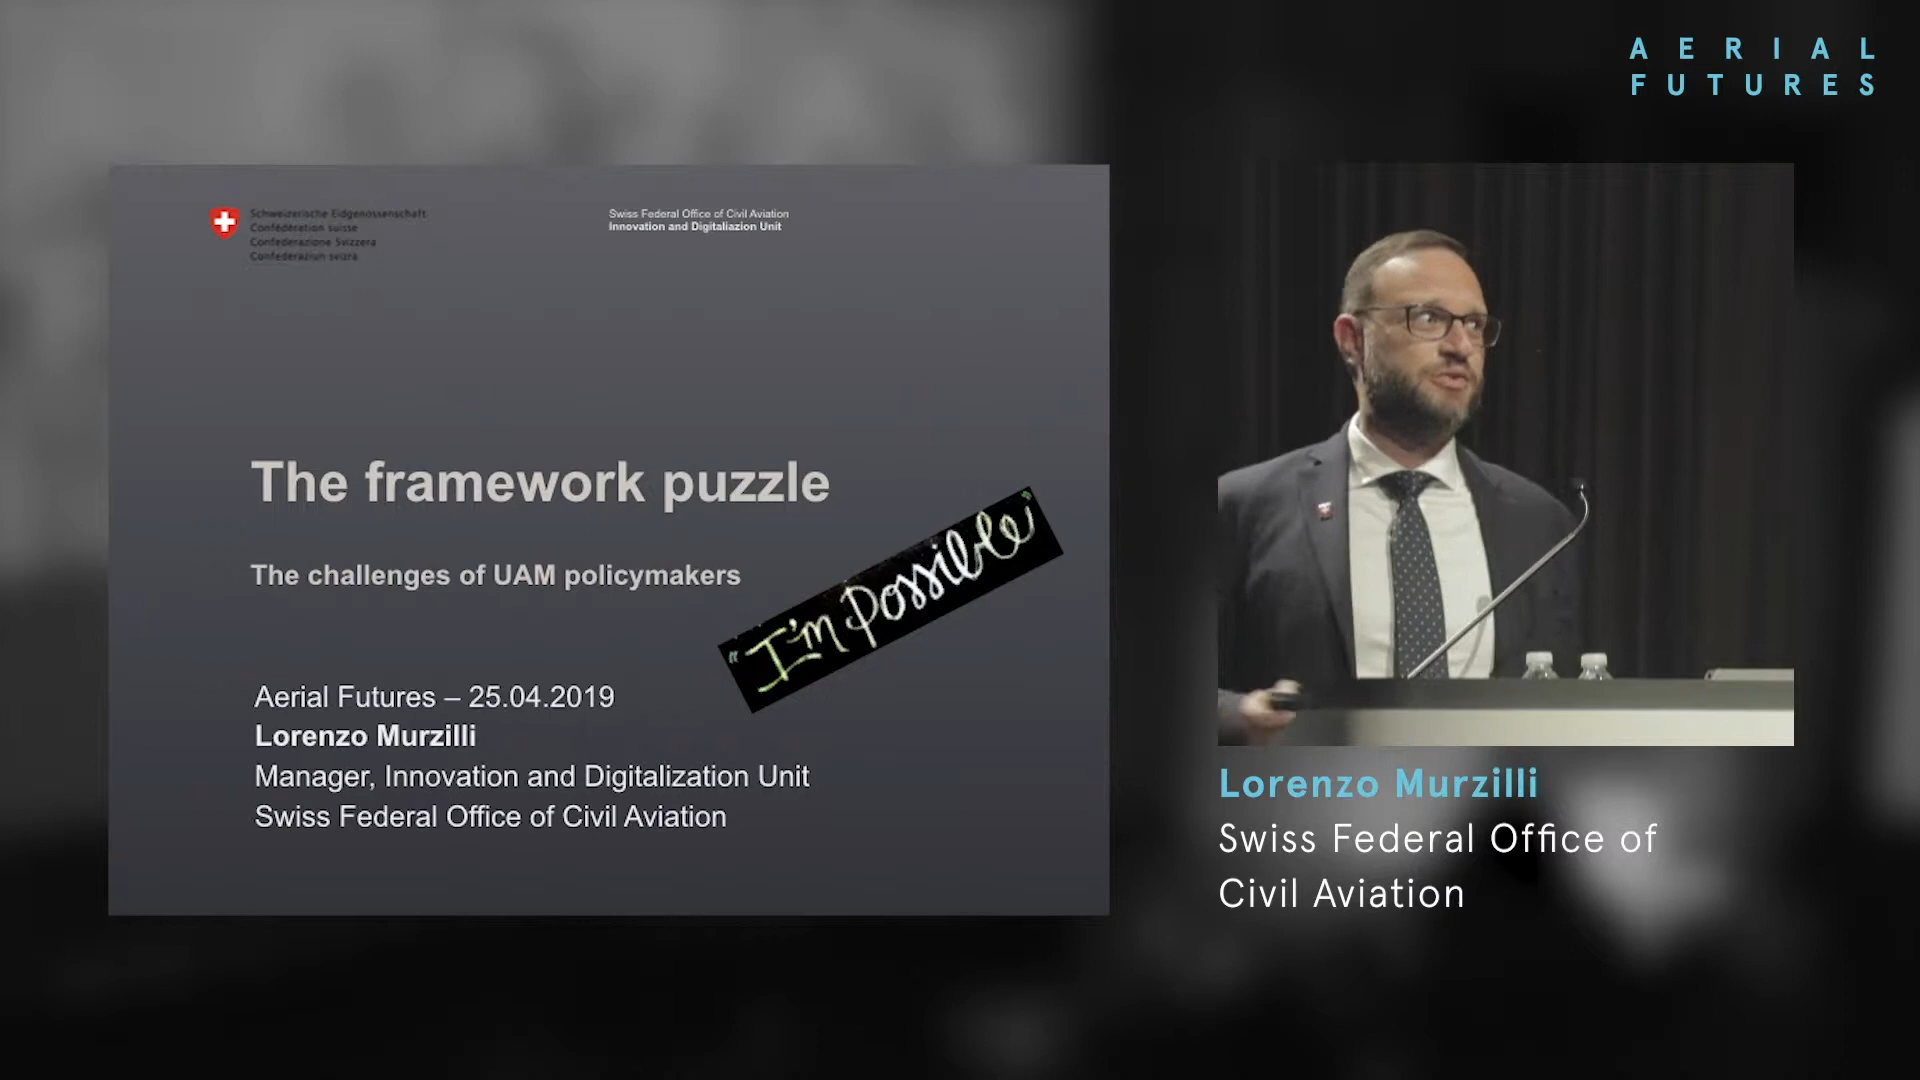 AERIAL
FUTURES
Schweizerische Eidgenossenschaft
Confédération suisse
Confederazione Svizzera
Confederaziun svizra
Swiss Federal Office of Civil Aviation
Innovation and Digitaliazion Unit
The framework puzzle
The challenges of UAM policymakers
"I'm possible"
Aerial Futures – 25.04.2019
Lorenzo Murzilli
Manager, Innovation and Digitalization Unit
Swiss Federal Office of Civil Aviation
Lorenzo Murzilli
Swiss Federal Office of
Civil Aviation